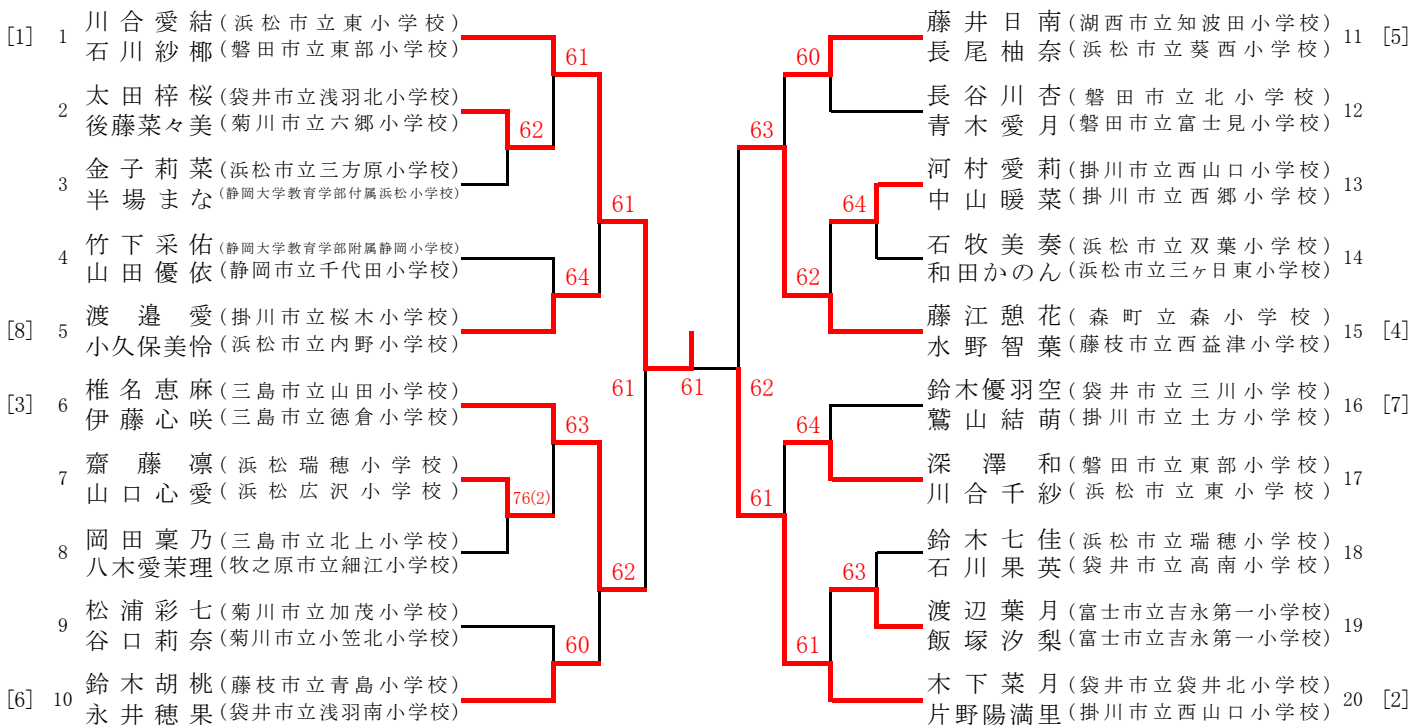 [1] 1 川合愛結(浜松市立東小学校)
石川紗椰(磐田市立東部小学校)
61
2 太田梓桜(袋井市立浅羽北小学校)
後藤菜々美(菊川市立六郷小学校)
62
3 金子莉菜(浜松市立三方原小学校)
半場まな(静岡大学教育学部付属浜松小学校)
61
4 竹下采佑(静岡大学教育学部附属静岡小学校)
山田優依(静岡市立千代田小学校)
64
[8] 5 渡邉愛(掛川市立桜木小学校)
小久保美怜(浜松市立内野小学校)
61
[3] 6 椎名恵麻(三島市立山田小学校)
伊藤心咲(三島市立徳倉小学校)
63
7 齋藤凛(浜松瑞穂小学校)
山口心愛(浜松広沢小学校)
76(2)
8 岡田稟乃(三島市立北上小学校)
八木愛茉理(牧之原市立細江小学校)
62
9 松浦彩七(菊川市立加茂小学校)
谷口莉奈(菊川市立小笠北小学校)
60
[6] 10 鈴木胡桃(藤枝市立青島小学校)
永井穂果(袋井市立浅羽南小学校)
61
藤井日南(湖西市立知波田小学校) 11 [5]
長尾柚奈(浜松市立葵西小学校)
60
長谷川杏(磐田市立北小学校) 12
青木愛月(磐田市立富士見小学校)
63
河村愛莉(掛川市立西山口小学校) 13
中山暖菜(掛川市立西郷小学校)
64
石牧美奏(浜松市立双葉小学校) 14
和田かのん(浜松市立三ヶ日東小学校)
62
藤江憩花(森町立森小学校) 15 [4]
水野智葉(藤枝市立西益津小学校)
62
鈴木優羽空(袋井市立三川小学校) 16 [7]
鷲山結萌(掛川市立土方小学校)
64
深澤和(磐田市立東部小学校) 17
川合千紗(浜松市立東小学校)
61
鈴木七佳(浜松市立瑞穂小学校) 18
石川果英(袋井市立高南小学校)
63
渡辺葉月(富士市立吉永第一小学校) 19
飯塚汐梨(富士市立吉永第一小学校)
61
木下菜月(袋井市立袋井北小学校) 20 [2]
片野陽満里(掛川市立西山口小学校)